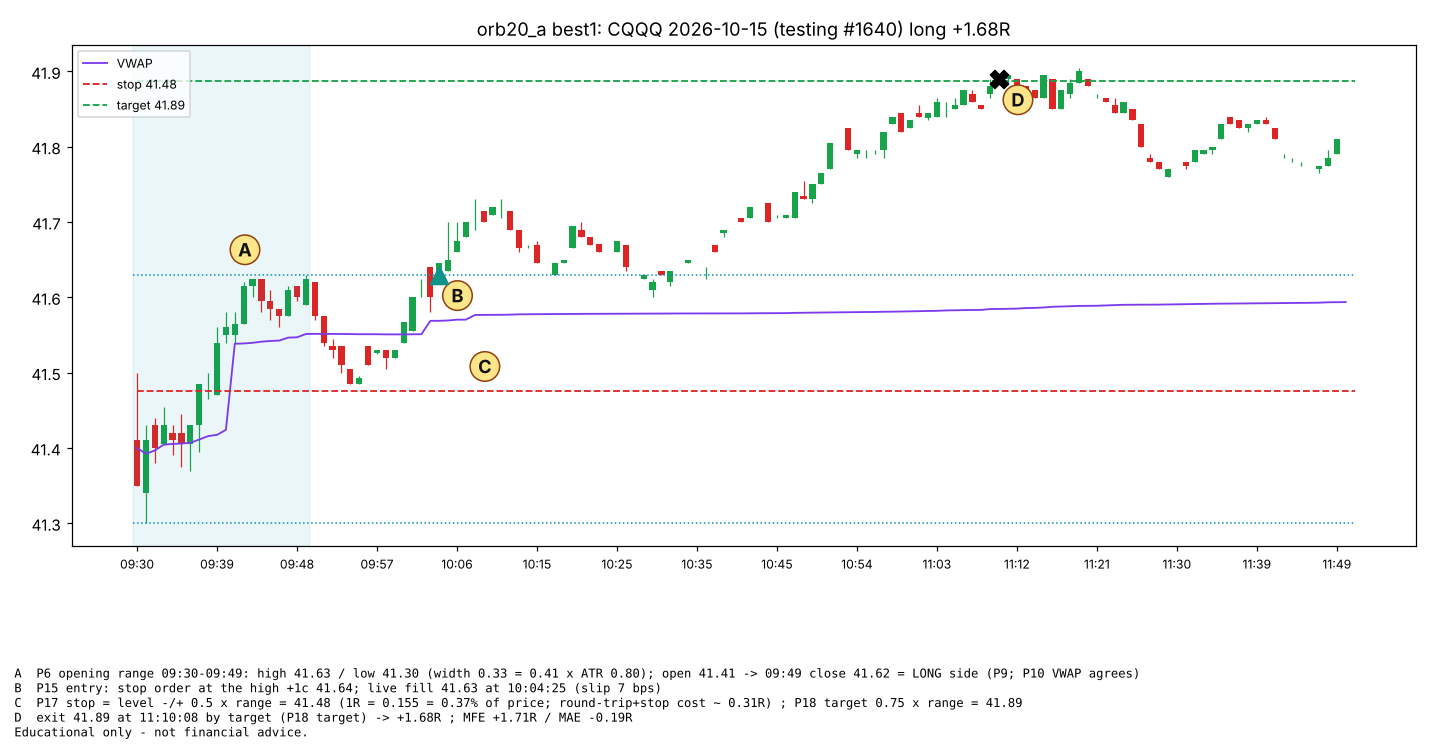 orb20_a best1: CQQQ 2026-10-15 (testing #1640) long +1.68R
VWAP
stop 41.48
target 41.89
41.9
41.8
41.7
41.6
41.5
41.4
41.3
A
B
C
D
09:30 09:39 09:48 09:57 10:06 10:15 10:25 10:35 10:45 10:54 11:03 11:12 11:21 11:30 11:39 11:49
A P6 opening range 09:30-09:49: high 41.63 / low 41.30 (width 0.33 = 0.41 x ATR 0.80); open 41.41 -> 09:49 close 41.62 = LONG side (P9; P10 VWAP agrees)
B P15 entry: stop order at the high +1c 41.64; live fill 41.63 at 10:04:25 (slip 7 bps)
C P17 stop = level -/+ 0.5 x range = 41.48 (1R = 0.155 = 0.37% of price; round-trip+stop cost ~ 0.31R) ; P18 target 0.75 x range = 41.89
D exit 41.89 at 11:10:08 by target (P18 target) -> +1.68R ; MFE +1.71R / MAE -0.19R
Educational only - not financial advice.